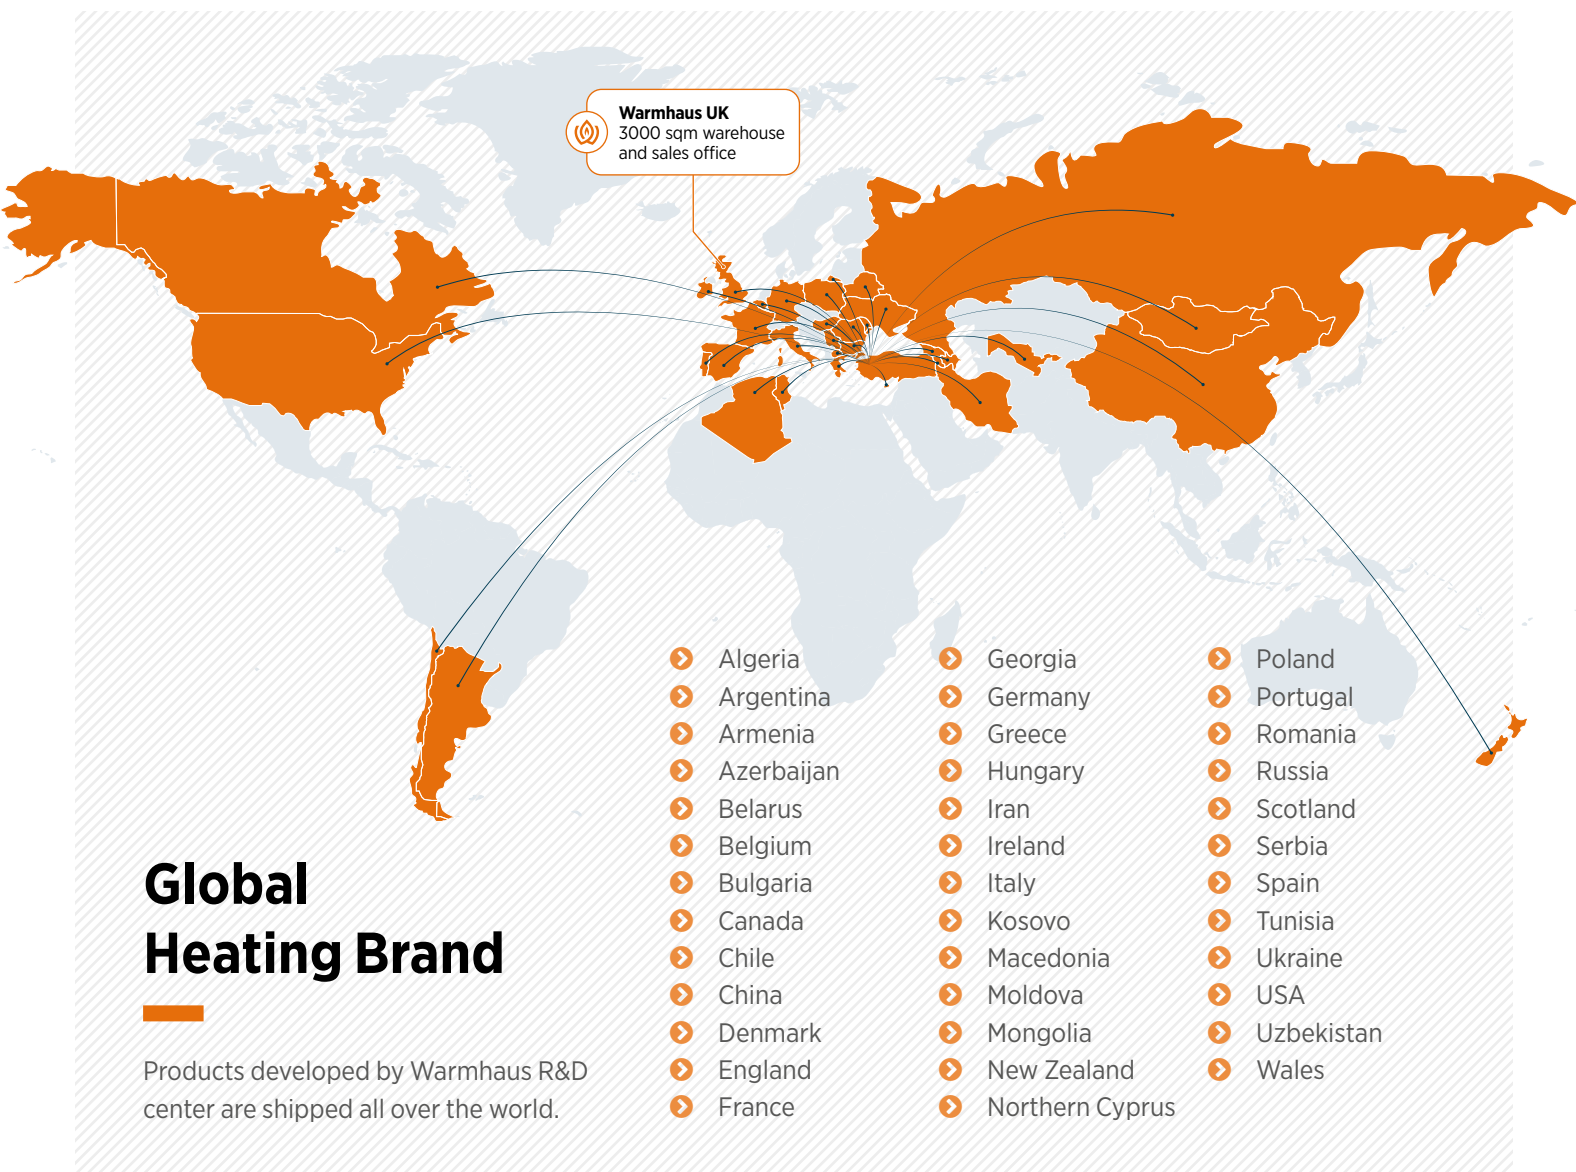 Warmhaus UK
3000 sqm warehouse
and sales office
Global
Heating Brand
Products developed by Warmhaus R&D
center are shipped all over the world.
Algeria
Argentina
Armenia
Azerbaijan
Belarus
Belgium
Bulgaria
Canada
Chile
China
Denmark
England
France
Georgia
Germany
Greece
Hungary
Iran
Ireland
Italy
Kosovo
Macedonia
Moldova
Mongolia
New Zealand
Northern Cyprus
Poland
Portugal
Romania
Russia
Scotland
Serbia
Spain
Tunisia
Ukraine
USA
Uzbekistan
Wales